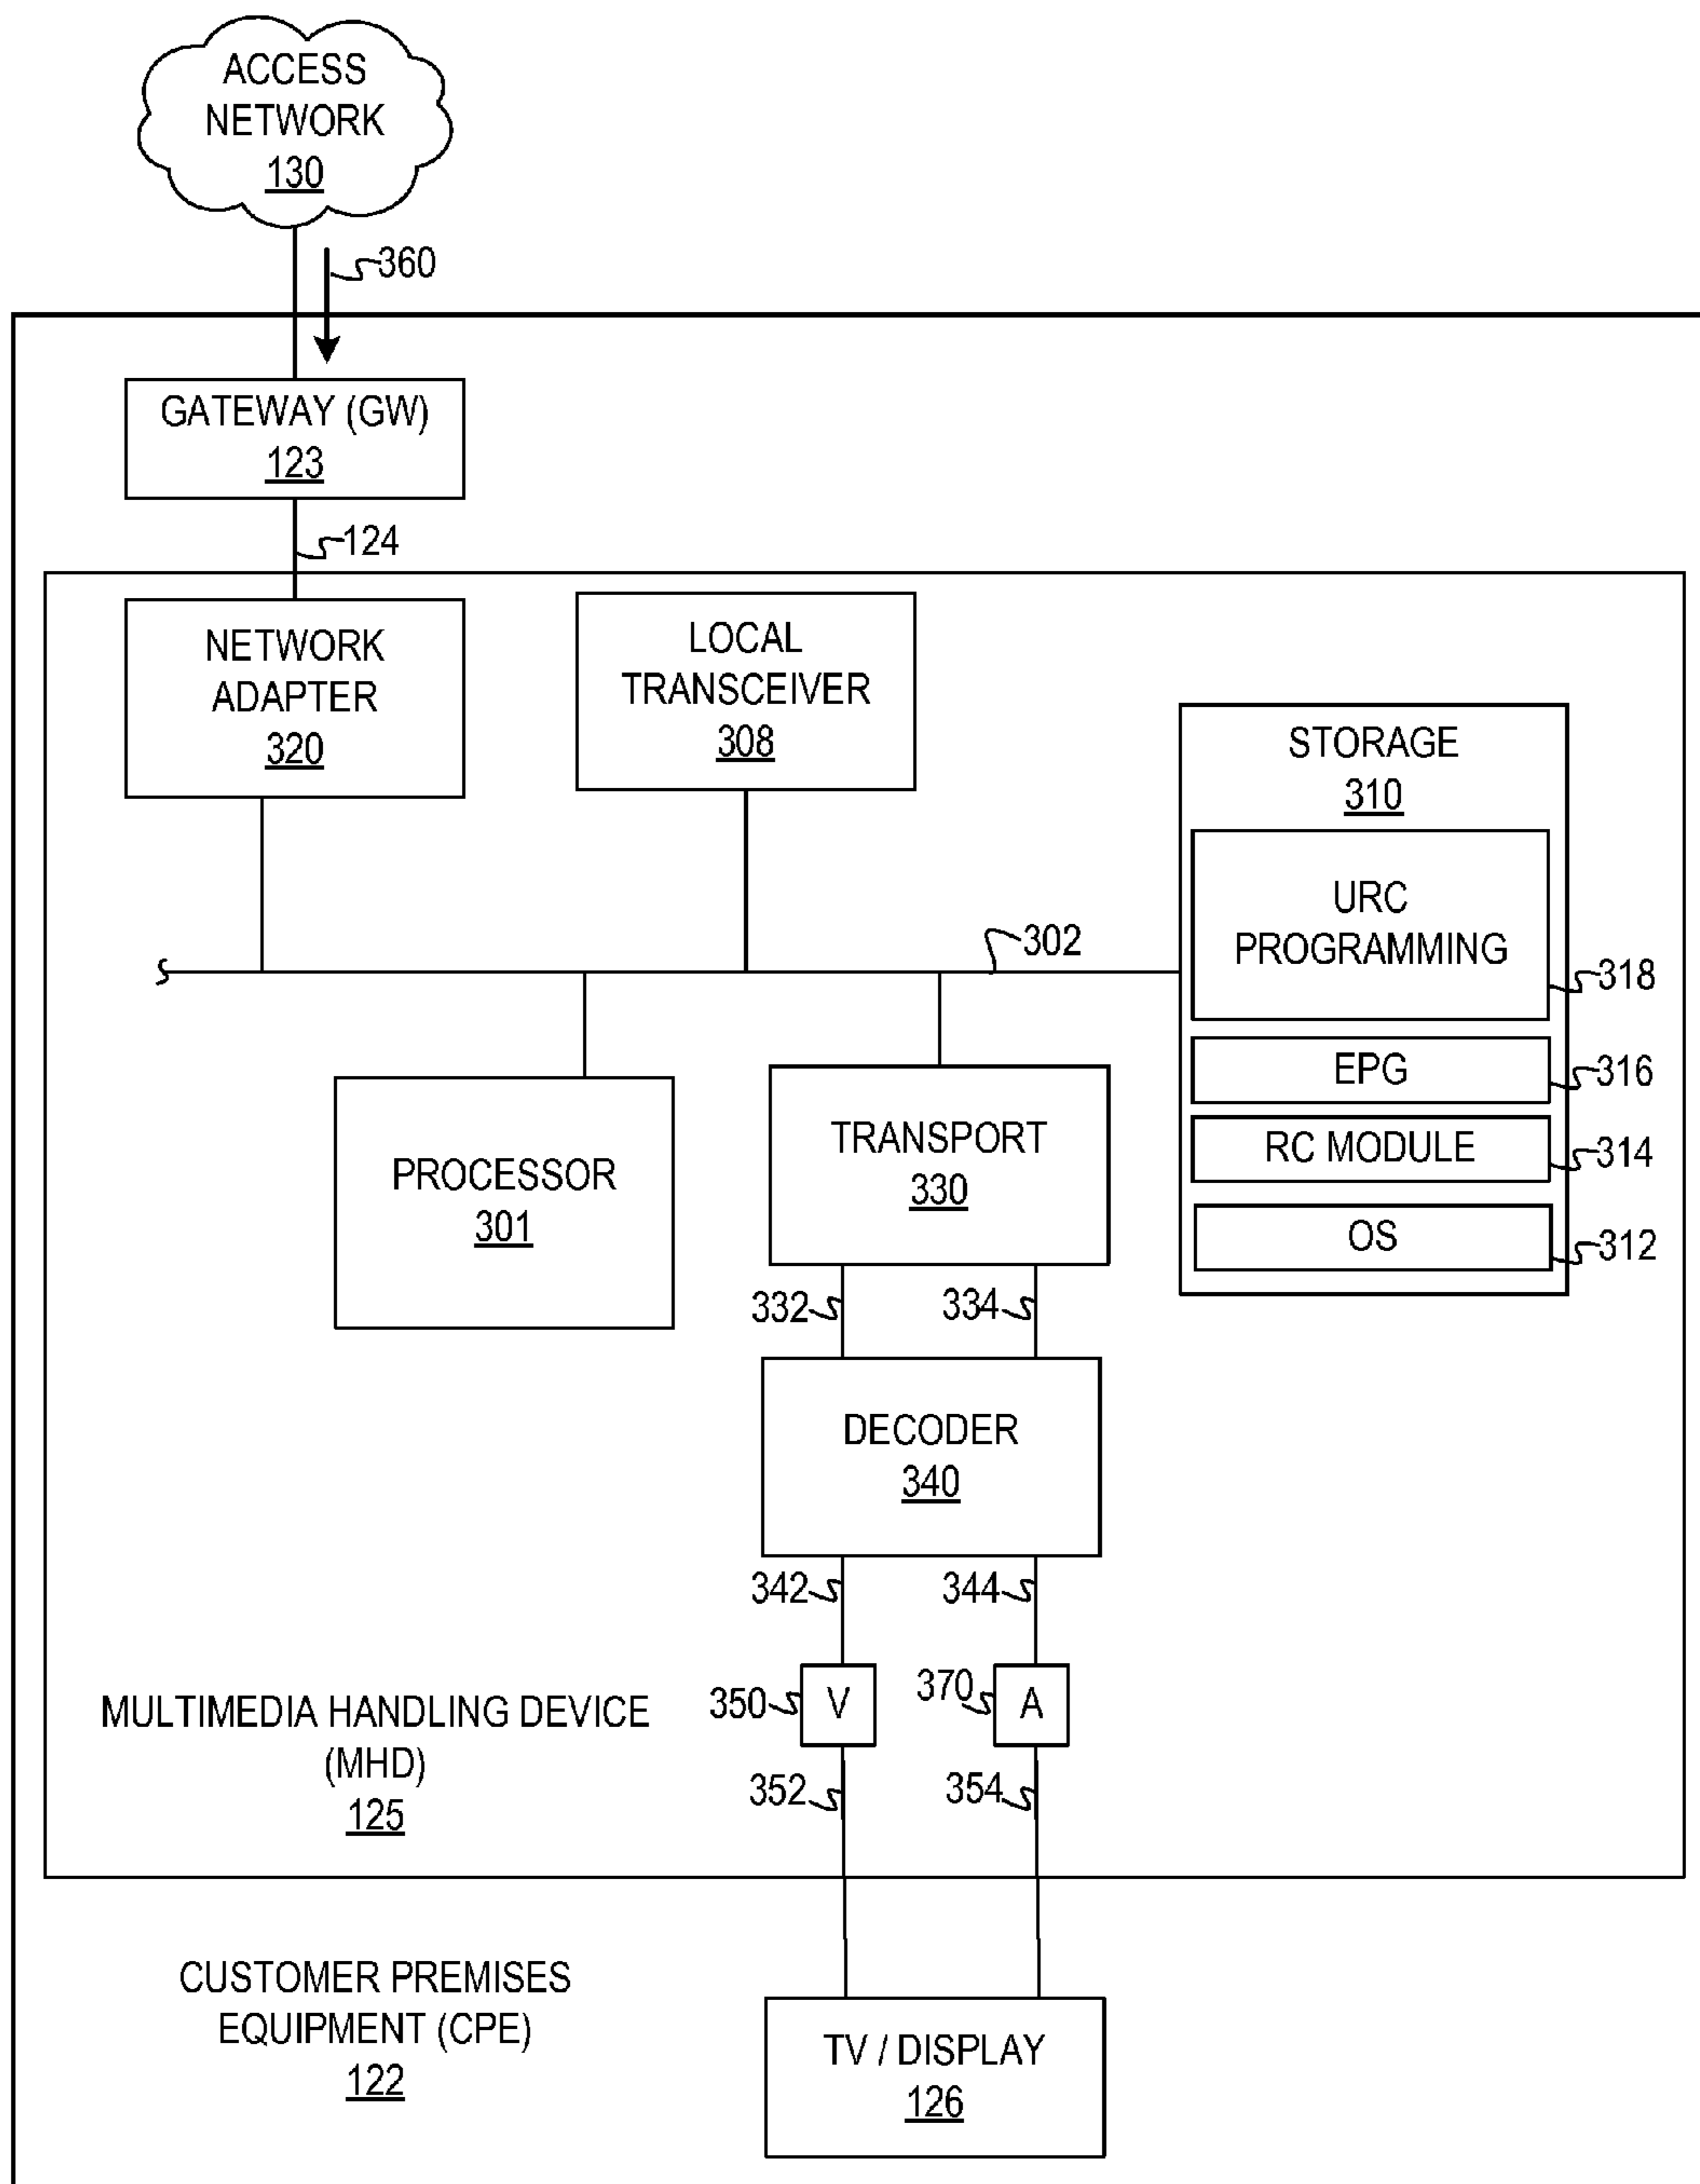 ACCESS
NETWORK
130
360
GATEWAY (GW)
123
124
NETWORK
ADAPTER
320
LOCAL
TRANSCEIVER
308
STORAGE
310
URC
PROGRAMMING
318
302
EPG
316
RC MODULE
314
OS
312
PROCESSOR
301
TRANSPORT
330
332
334
DECODER
340
342
344
350
V
370
A
352
354
MULTIMEDIA HANDLING DEVICE
(MHD)
125
CUSTOMER PREMISES
EQUIPMENT (CPE)
122
TV / DISPLAY
126